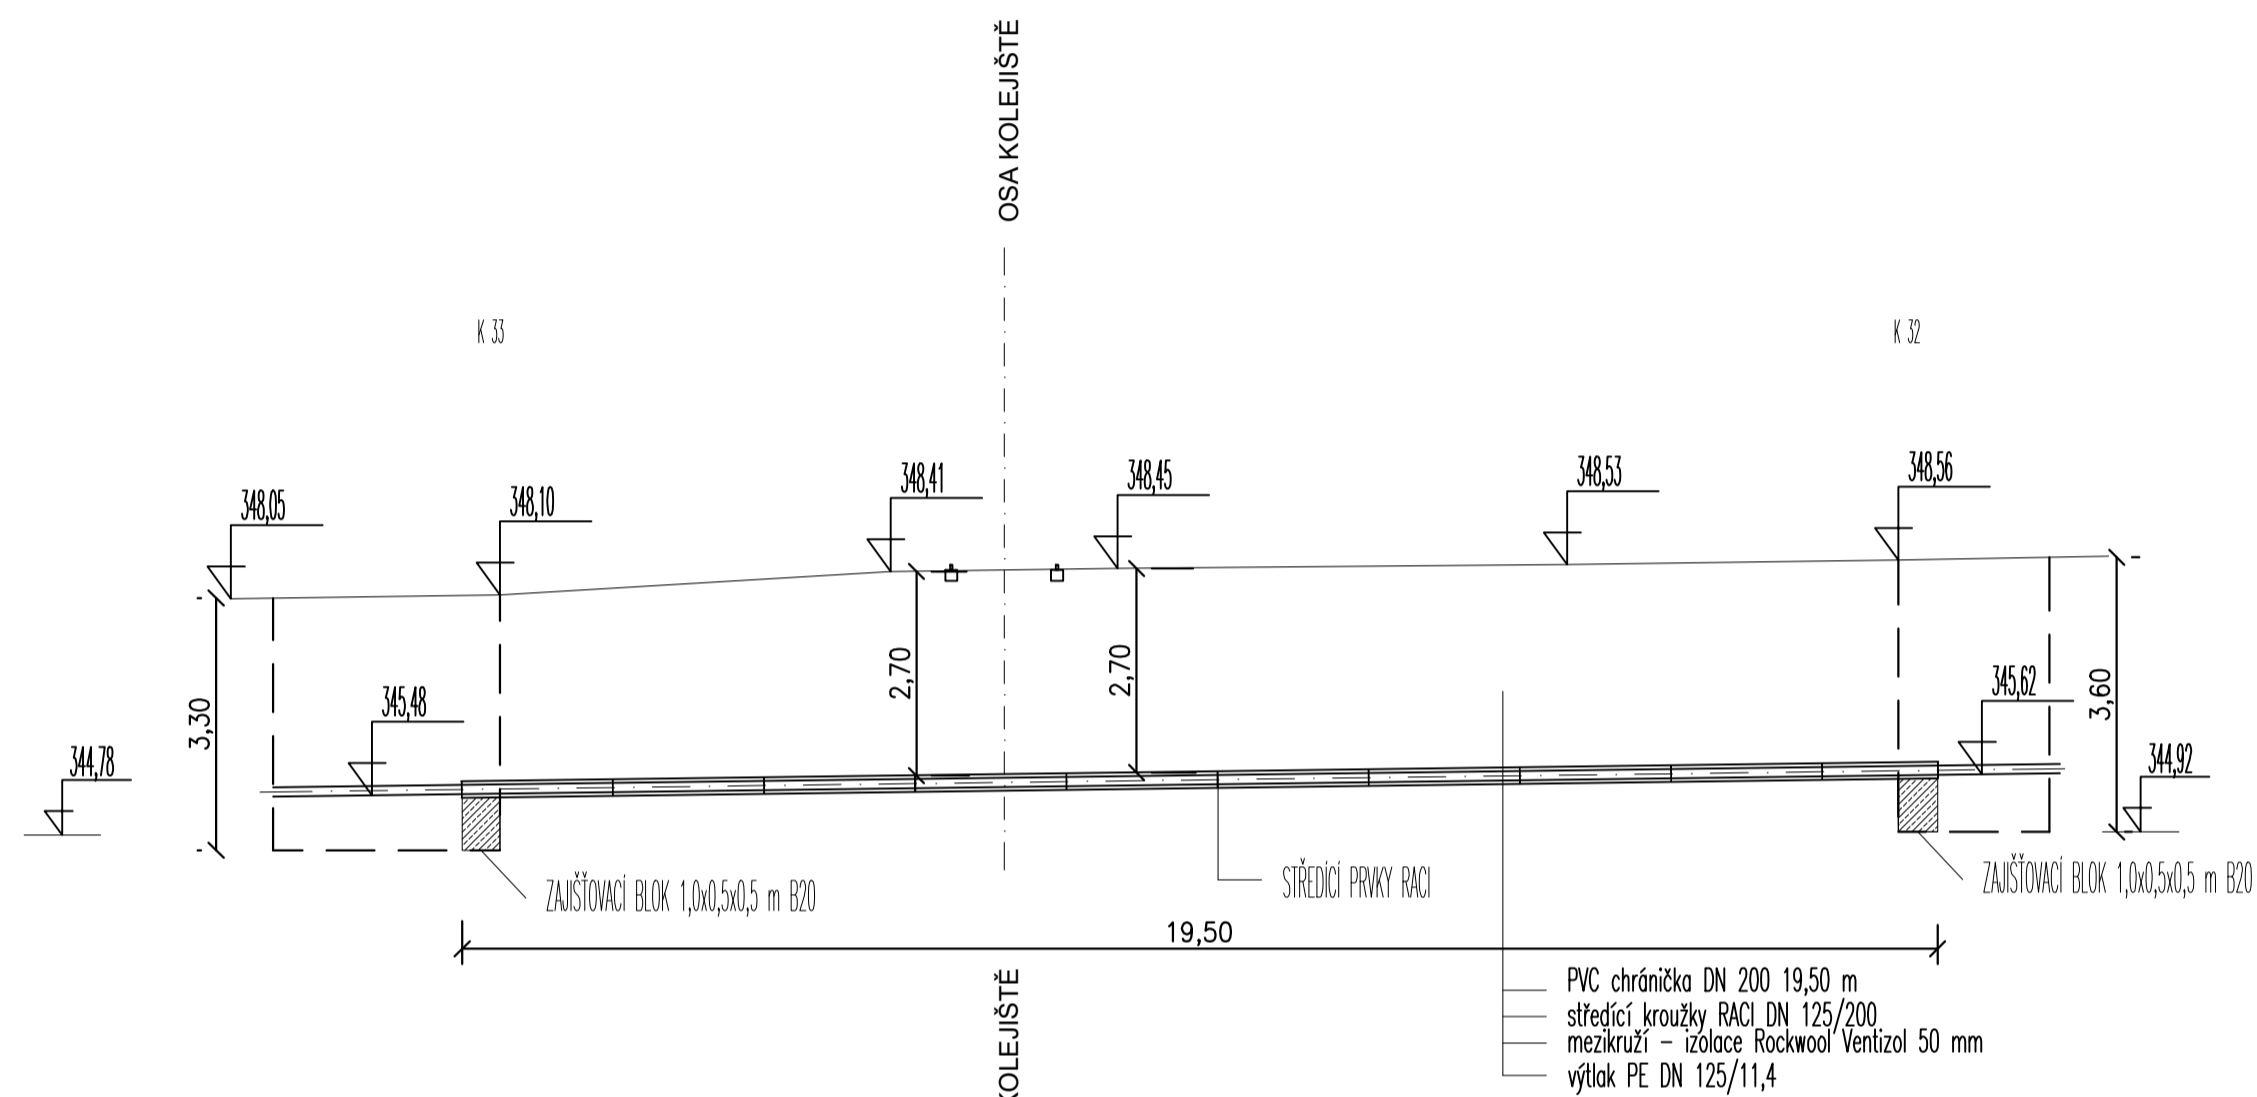 OSA KOLEJIŠTĚ
K 33
K 32
348,05
348,10
348,41
348,45
348,53
348,56
2,70
2,70
3,30
345,48
345,62
3,60
344,78
344,92
ZAJIŠŤOVACÍ BLOK 1,0x0,5x0,5 m B20
STŘEDÍCÍ PRVKY RACI
ZAJIŠŤOVACÍ BLOK 1,0x0,5x0,5 m B20
19,50
KOLEJIŠTĚ
PVC chránička DN 200 19,50 m
středící kroužky RACI DN 125/200
mezikruží – izolace Rockwool Ventizol 50 mm
výtlak PE DN 125/11,4